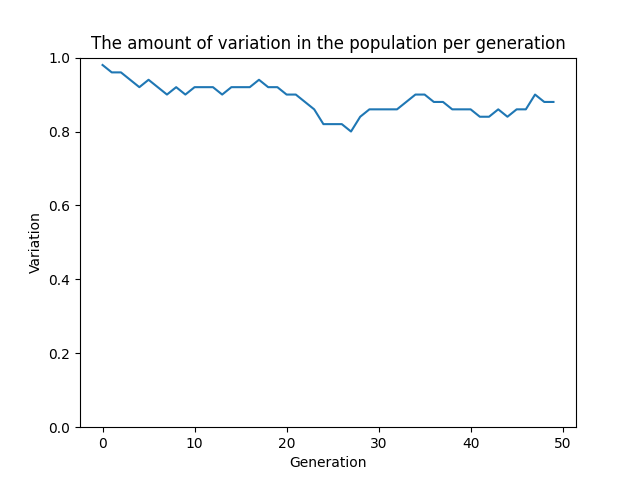 The amount of variation in the population per generation
1.0
0.8
0.6
0.4
0.2
0.0
Variation
0 10 20 30 40 50
Generation